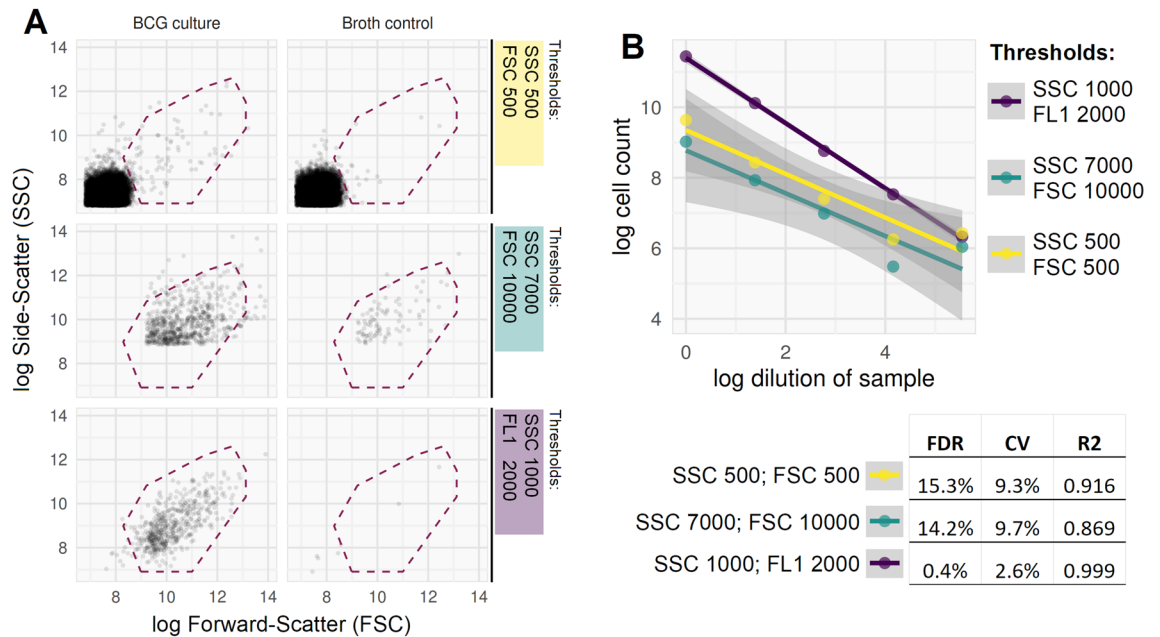 A
BCG culture
Broth control
log Side-Scatter (SSC)
14
12
10
8
Thresholds:
SSC 500
FSC 500
14
12
10
8
Thresholds:
SSC 7000
FSC 10000
14
12
10
8
Thresholds:
SSC 1000
FL1 2000
8 10 12 14 8 10 12 14
log Forward-Scatter (FSC)
B
log cell count
10
8
6
4
0 2 4
log dilution of sample
Thresholds:
SSC 1000
FL1 2000
SSC 7000
FSC 10000
SSC 500
FSC 500
FDR CV R2
SSC 500; FSC 500 15.3% 9.3% 0.916
SSC 7000; FSC 10000 14.2% 9.7% 0.869
SSC 1000; FL1 2000 0.4% 2.6% 0.999